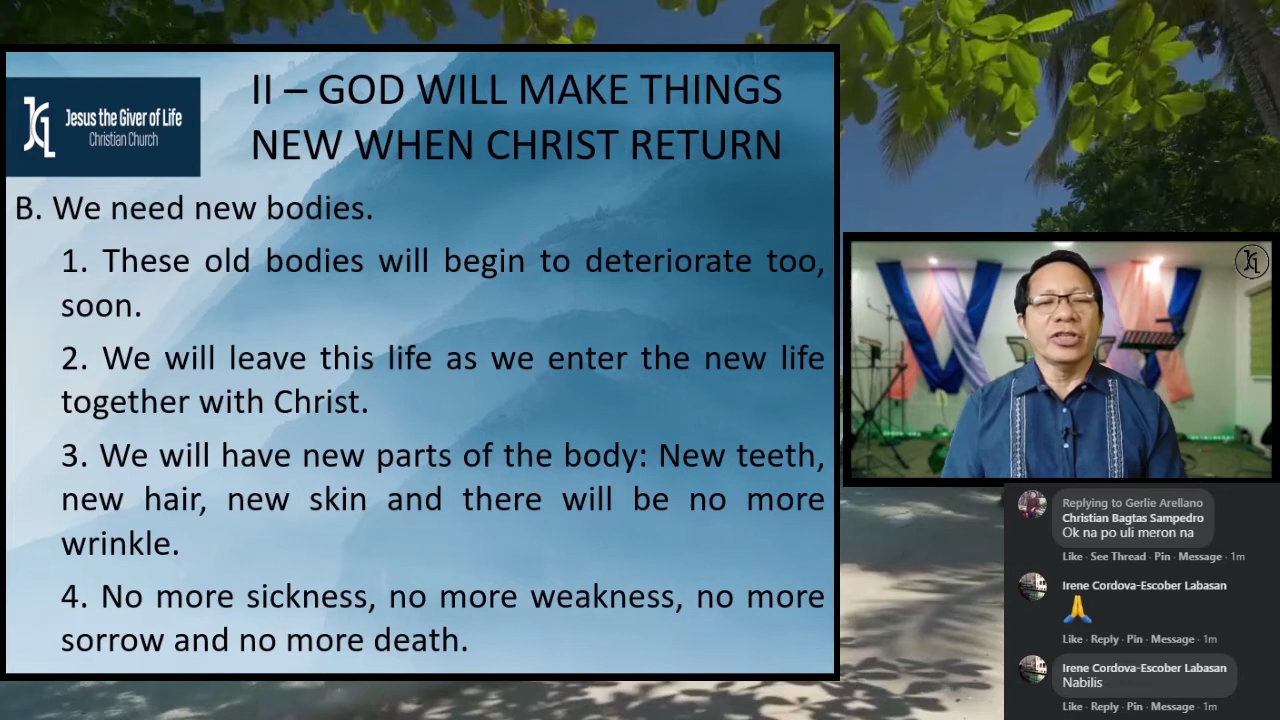 JGL
Jesus the Giver of Life
Christian Church
II – GOD WILL MAKE THINGS
NEW WHEN CHRIST RETURN
B. We need new bodies.
1. These old bodies will begin to deteriorate too,
soon.
2. We will leave this life as we enter the new life
together with Christ.
3. We will have new parts of the body: New teeth,
new hair, new skin and there will be no more
wrinkle.
4. No more sickness, no more weakness, no more
sorrow and no more death.
JGL
Replying to Gerlie Arellano
Christian Bagtas Sampedro
Ok na po uli meron na
Like · See Thread · Pin · Message · 1m
Irene Cordova-Escober Labasan
🙏
Like · Reply · Pin · Message · 1m
Irene Cordova-Escober Labasan
Nabilis
Like · Reply · Pin · Message · 1m